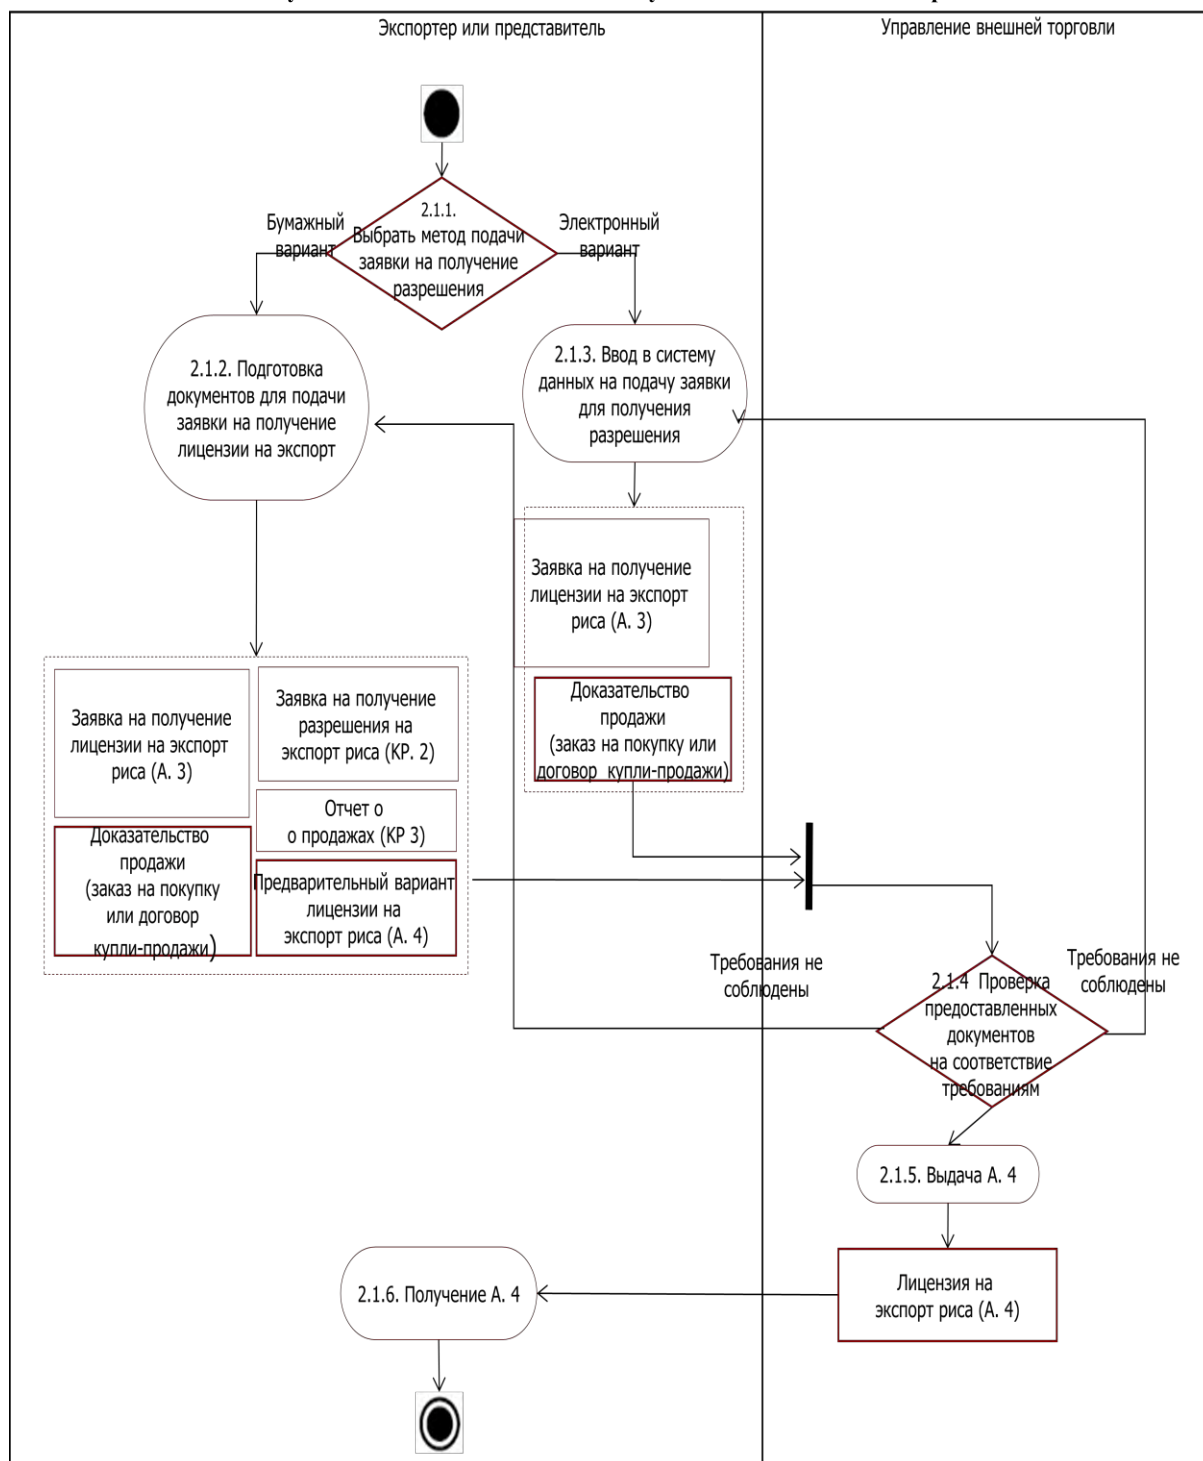 Экспортер или представитель
Управление внешней торговли
Бумажный
вариант
2.1.1.
Выбрать метод подачи
заявки на получение
разрешения
Электронный
вариант
2.1.2. Подготовка
документов для подачи
заявки на получение
лицензии на экспорт
2.1.3. Ввод в систему
данных на подачу заявки
для получения
разрешения
Заявка на получение
лицензии на экспорт
риса (А. 3)
Доказательство
продажи
(заказ на покупку или
договор купли-продажи)
Заявка на получение
лицензии на экспорт
риса (А. 3)
Заявка на получение
разрешения на
экспорт риса (КР. 2)
Отчет о
о продажах (КР 3)
Доказательство
продажи
(заказ на покупку
или договор
купли-продажи)
Предварительный вариант
лицензии на
экспорт риса (А. 4)
Требования не
соблюдены
2.1.4 Проверка
предоставленных
документов
на соответствие
требованиям
Требования не
соблюдены
2.1.5. Выдача А. 4
Лицензия на
экспорт риса (А. 4)
2.1.6. Получение А. 4